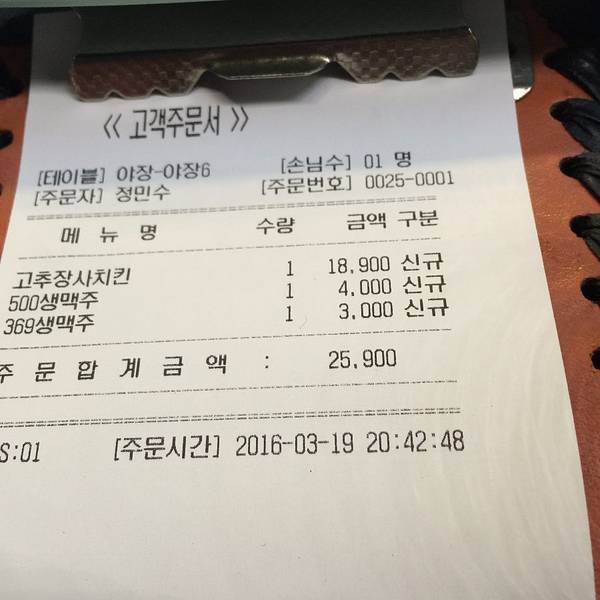 《 고객주문서 》
[테이블] 야장-야장6 [손님수] 01 명
[주문자] 정민수 [주문번호] 0025-0001
메 뉴 명 수량 금액 구분
고추장사치킨 1 18,900 신규
500생맥주 1 4,000 신규
369생맥주 1 3,000 신규
주 문 합 계 금 액 : 25,900
S:01 [주문시간] 2016-03-19 20:42:48